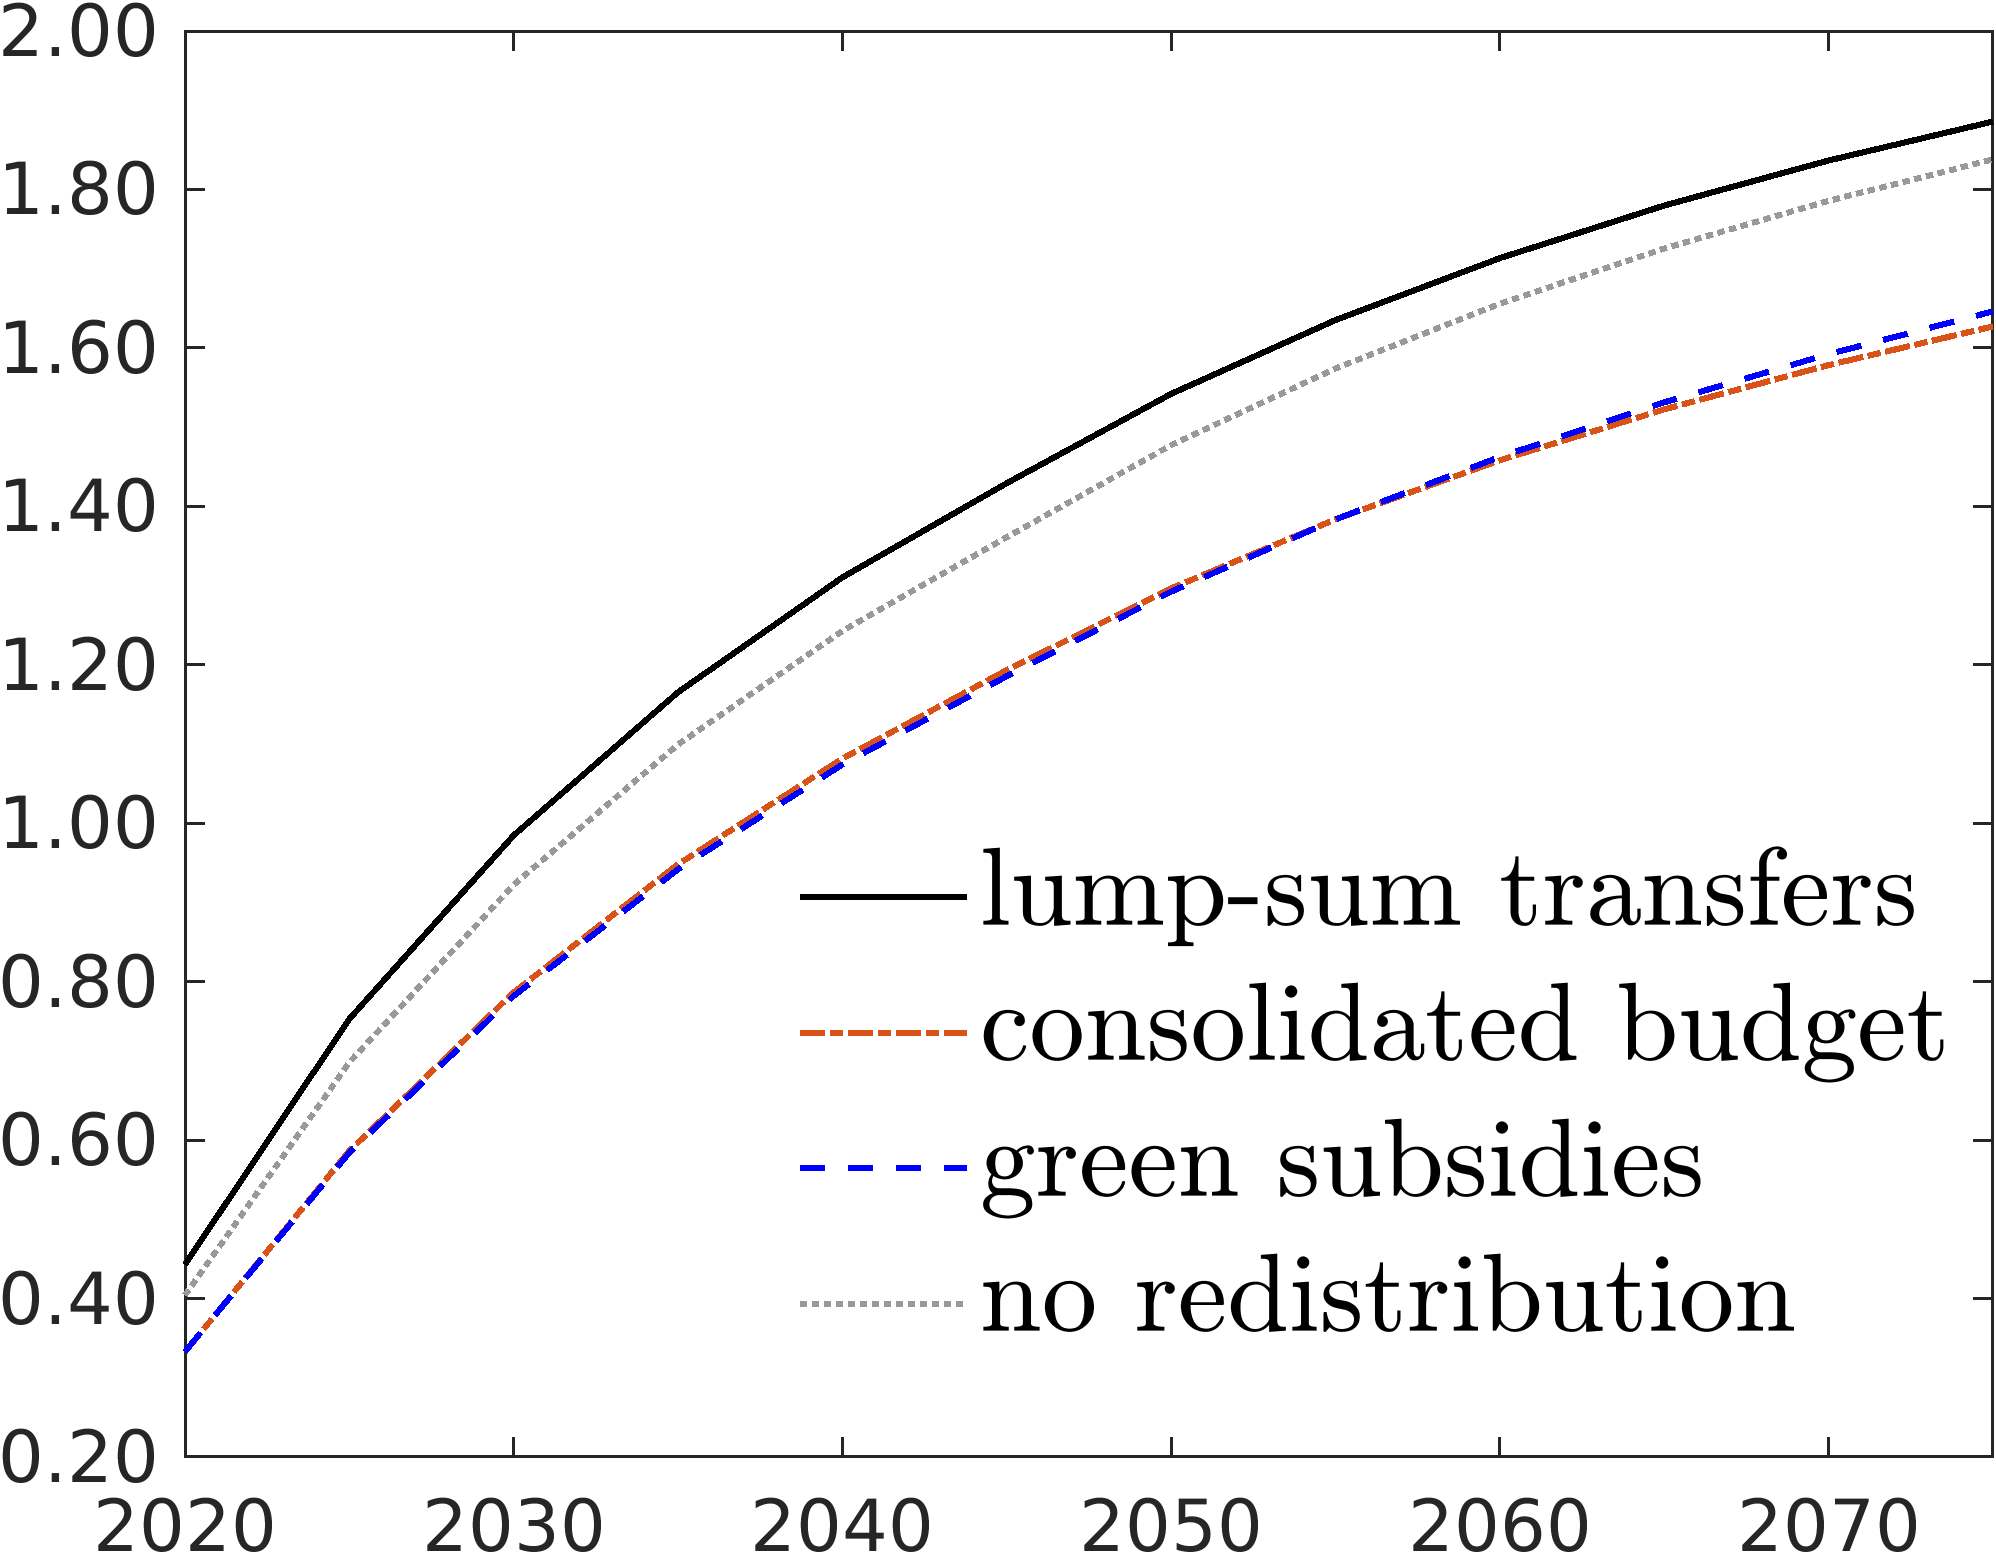 2.00
1.80
1.60
1.40
1.20
1.00
0.80
0.60
0.40
0.20
lump-sum transfers
consolidated budget
green subsidies
no redistribution
2020 2030 2040 2050 2060 2070